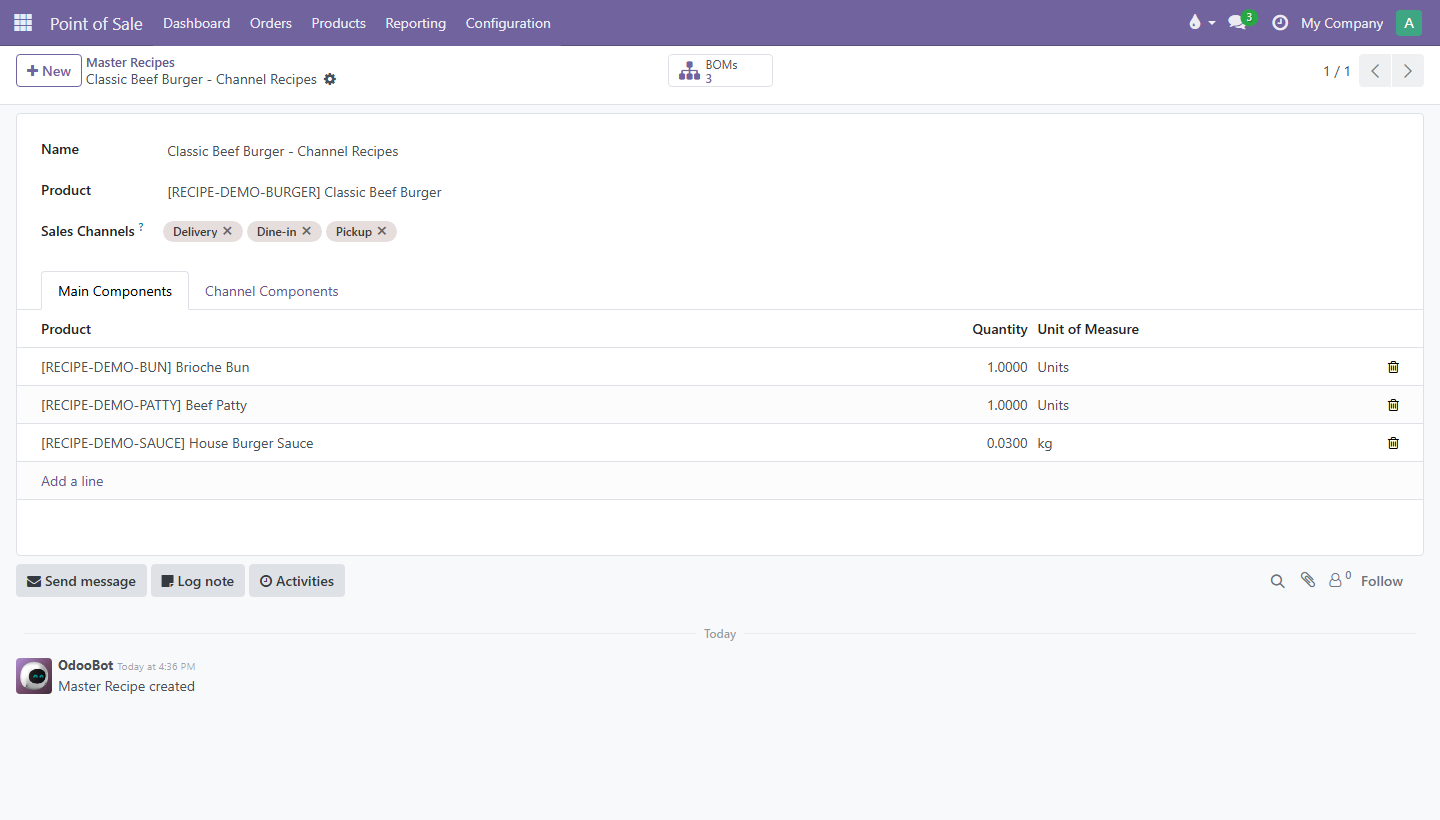 Point of Sale Dashboard Orders Products Reporting Configuration 3 My Company A
New Master Recipes
Classic Beef Burger - Channel Recipes
BOMs
3
1 / 1
Name Classic Beef Burger - Channel Recipes
Product [RECIPE-DEMO-BURGER] Classic Beef Burger
Sales Channels ? Delivery ✕ Dine-in ✕ Pickup ✕
Main Components Channel Components
Product Quantity Unit of Measure
[RECIPE-DEMO-BUN] Brioche Bun 1.0000 Units
[RECIPE-DEMO-PATTY] Beef Patty 1.0000 Units
[RECIPE-DEMO-SAUCE] House Burger Sauce 0.0300 kg
Add a line
Send message Log note Activities 0 Follow
Today
OdooBot Today at 4:36 PM
Master Recipe created